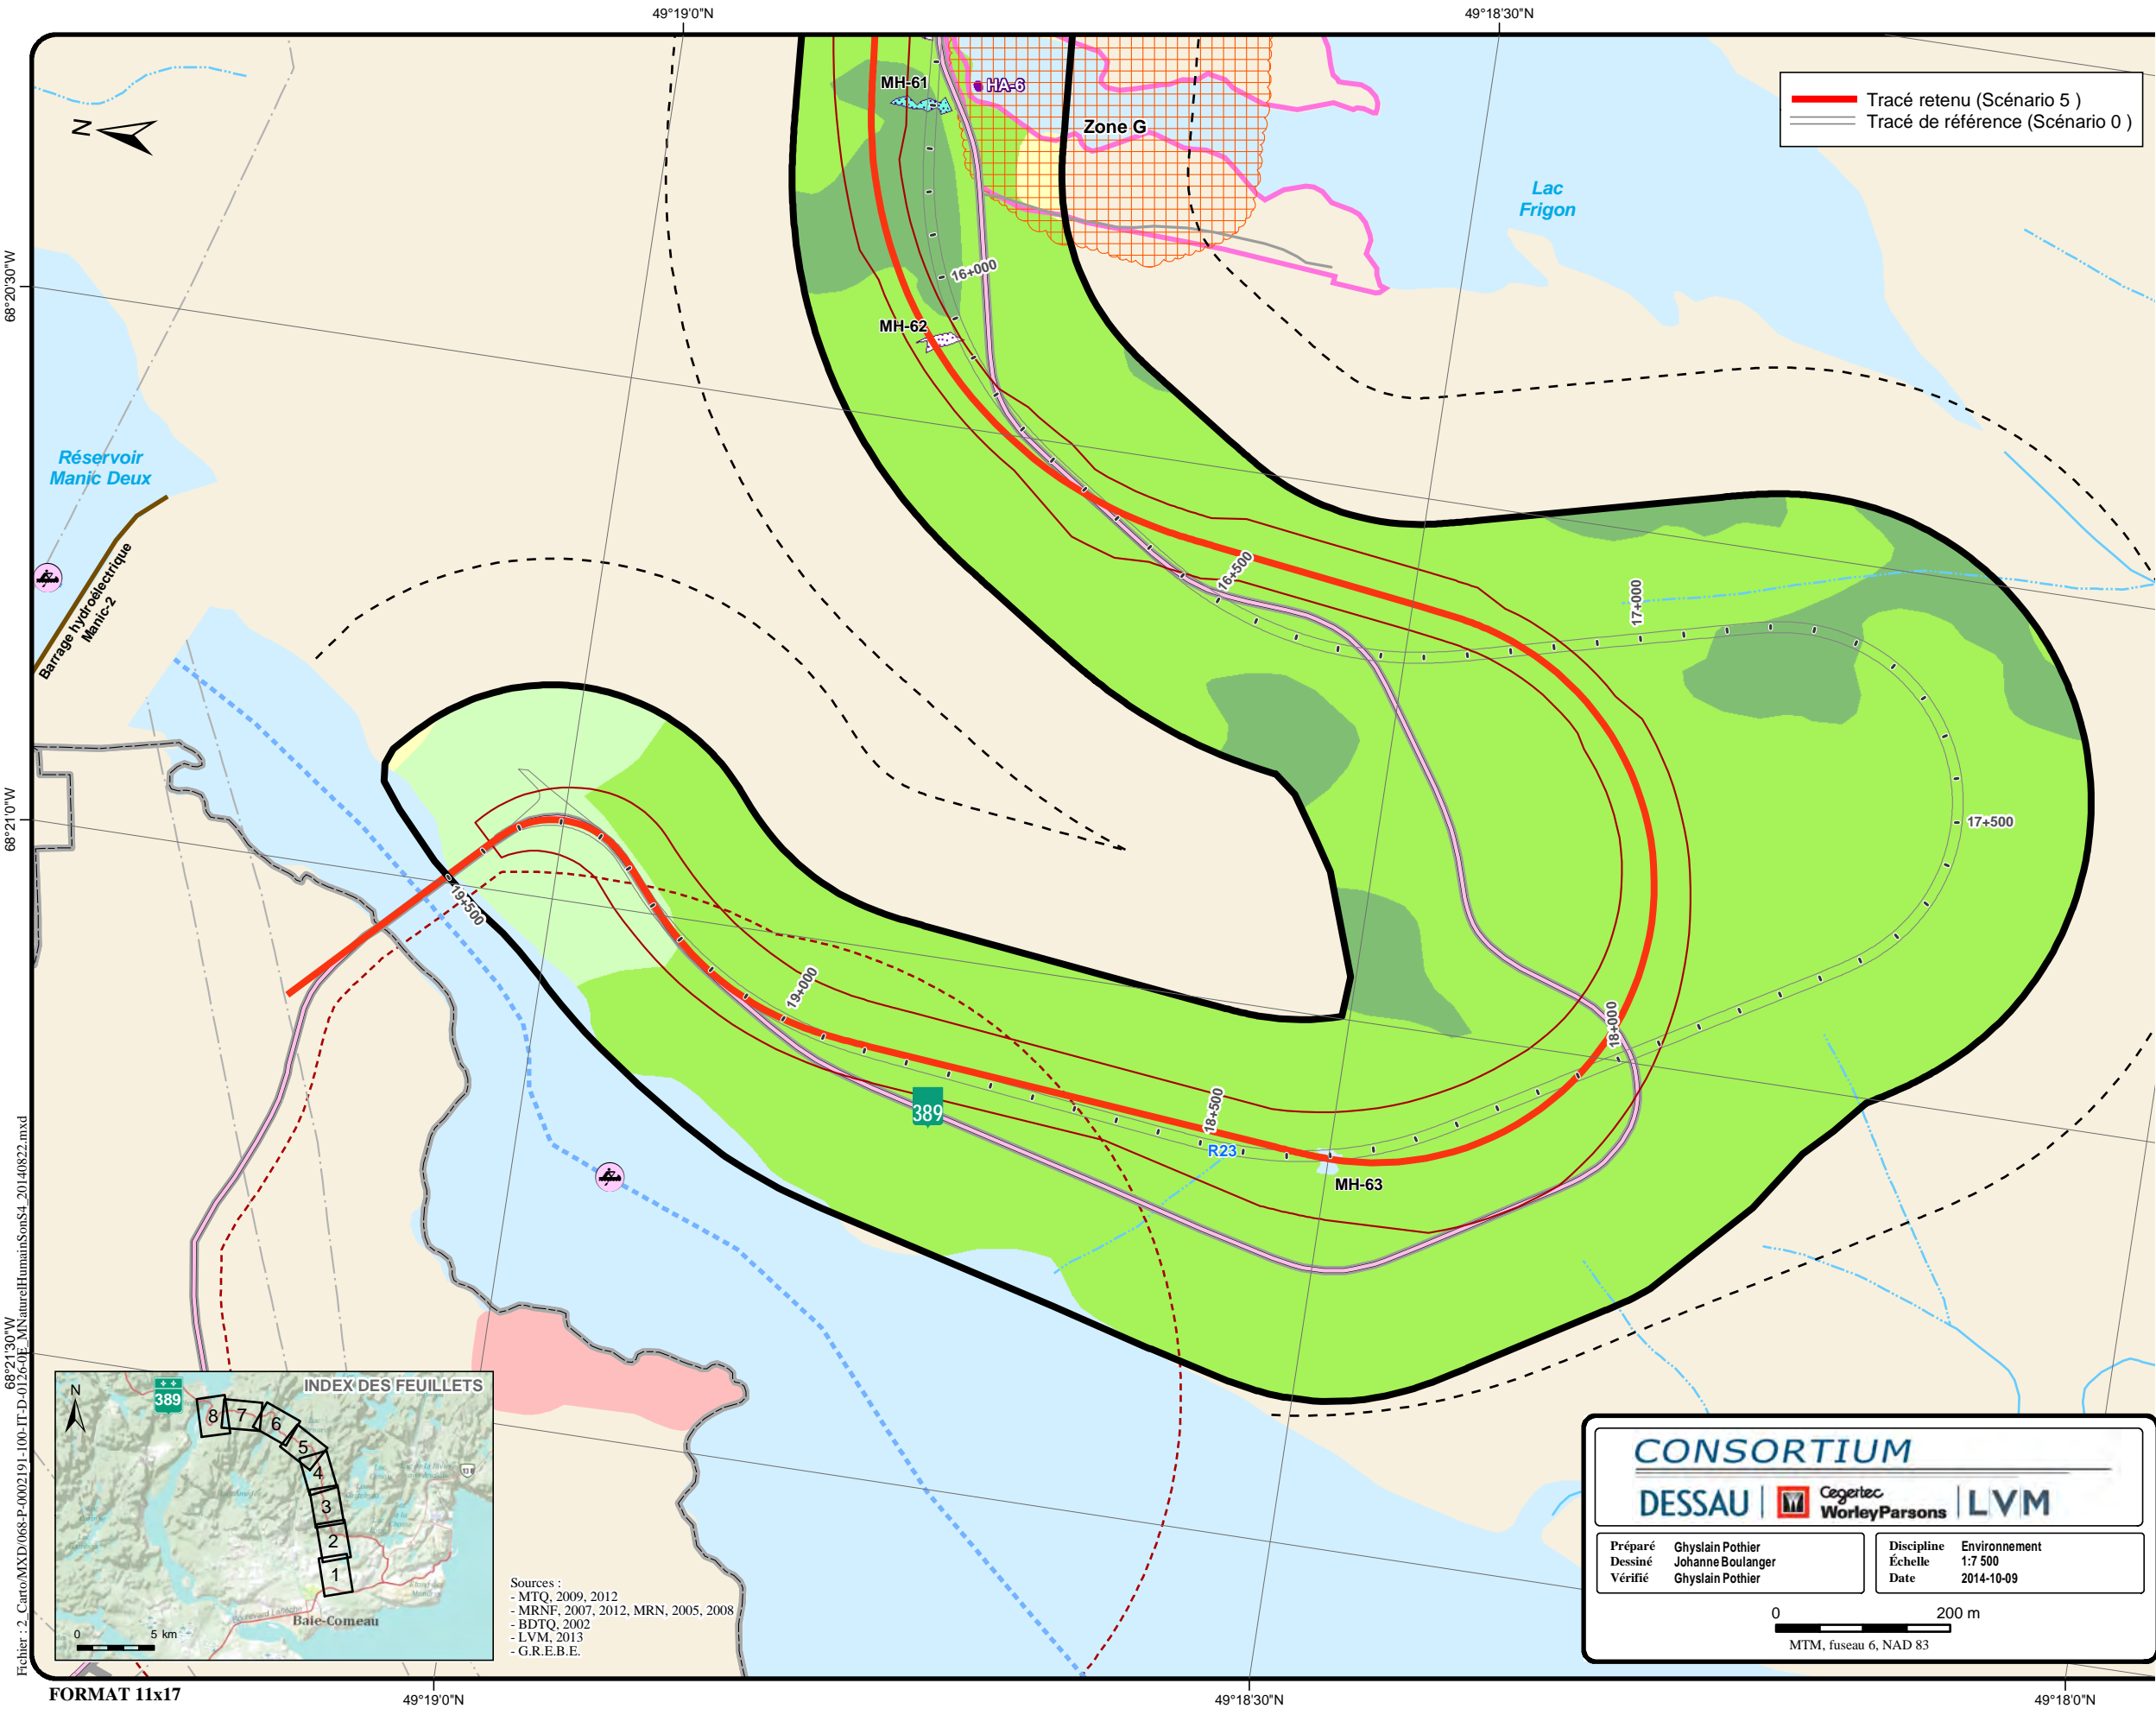 49°19'0"N
49°18'30"N
Tracé retenu (Scénario 5 )
Tracé de référence (Scénario 0 )
MH-61
HA-6
Zone G
N
Lac
Frigon
68°20'30"W
16+000
MH-62
Réservoir
Manic Deux
Barrage hydroélectrique
Manic-2
16+500
17+000
17+500
68°21'0"W
19+500
19+000
18+000
18+500
389
R23
MH-63
68°21'30"W
Fichier : 2_Carto/MXD/068-P-0002191-100-IT-D-0126-0E_MNaturelHumainSonS4_20140822.mxd
INDEX DES FEUILLETS
N
389
8
7
6
5
4
3
2
1
Boulevard Laflèche
Baie-Comeau
0
5 km
Sources :
- MTQ, 2009, 2012
- MRNF, 2007, 2012, MRN, 2005, 2008
- BDTQ, 2002
- LVM, 2013
- G.R.E.B.E.
CONSORTIUM
DESSAU
Cegertec
WorleyParsons
LVM
Préparé Ghyslain Pothier
Dessiné Johanne Boulanger
Vérifié Ghyslain Pothier
Discipline Environnement
Échelle 1:7 500
Date 2014-10-09
0 200 m
MTM, fuseau 6, NAD 83
FORMAT 11x17
49°19'0"N
49°18'30"N
49°18'0"N